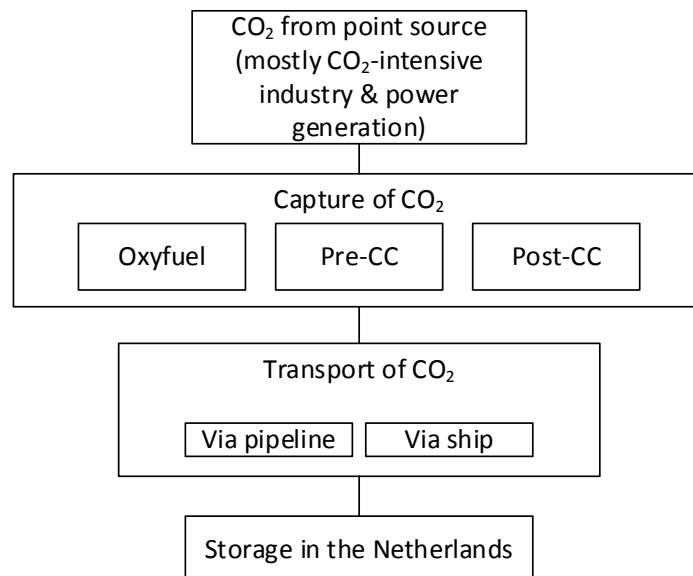 CO₂ from point source
(mostly CO₂-intensive
industry & power
generation)
Capture of CO₂
Oxyfuel
Pre-CC
Post-CC
Transport of CO₂
Via pipeline
Via ship
Storage in the Netherlands